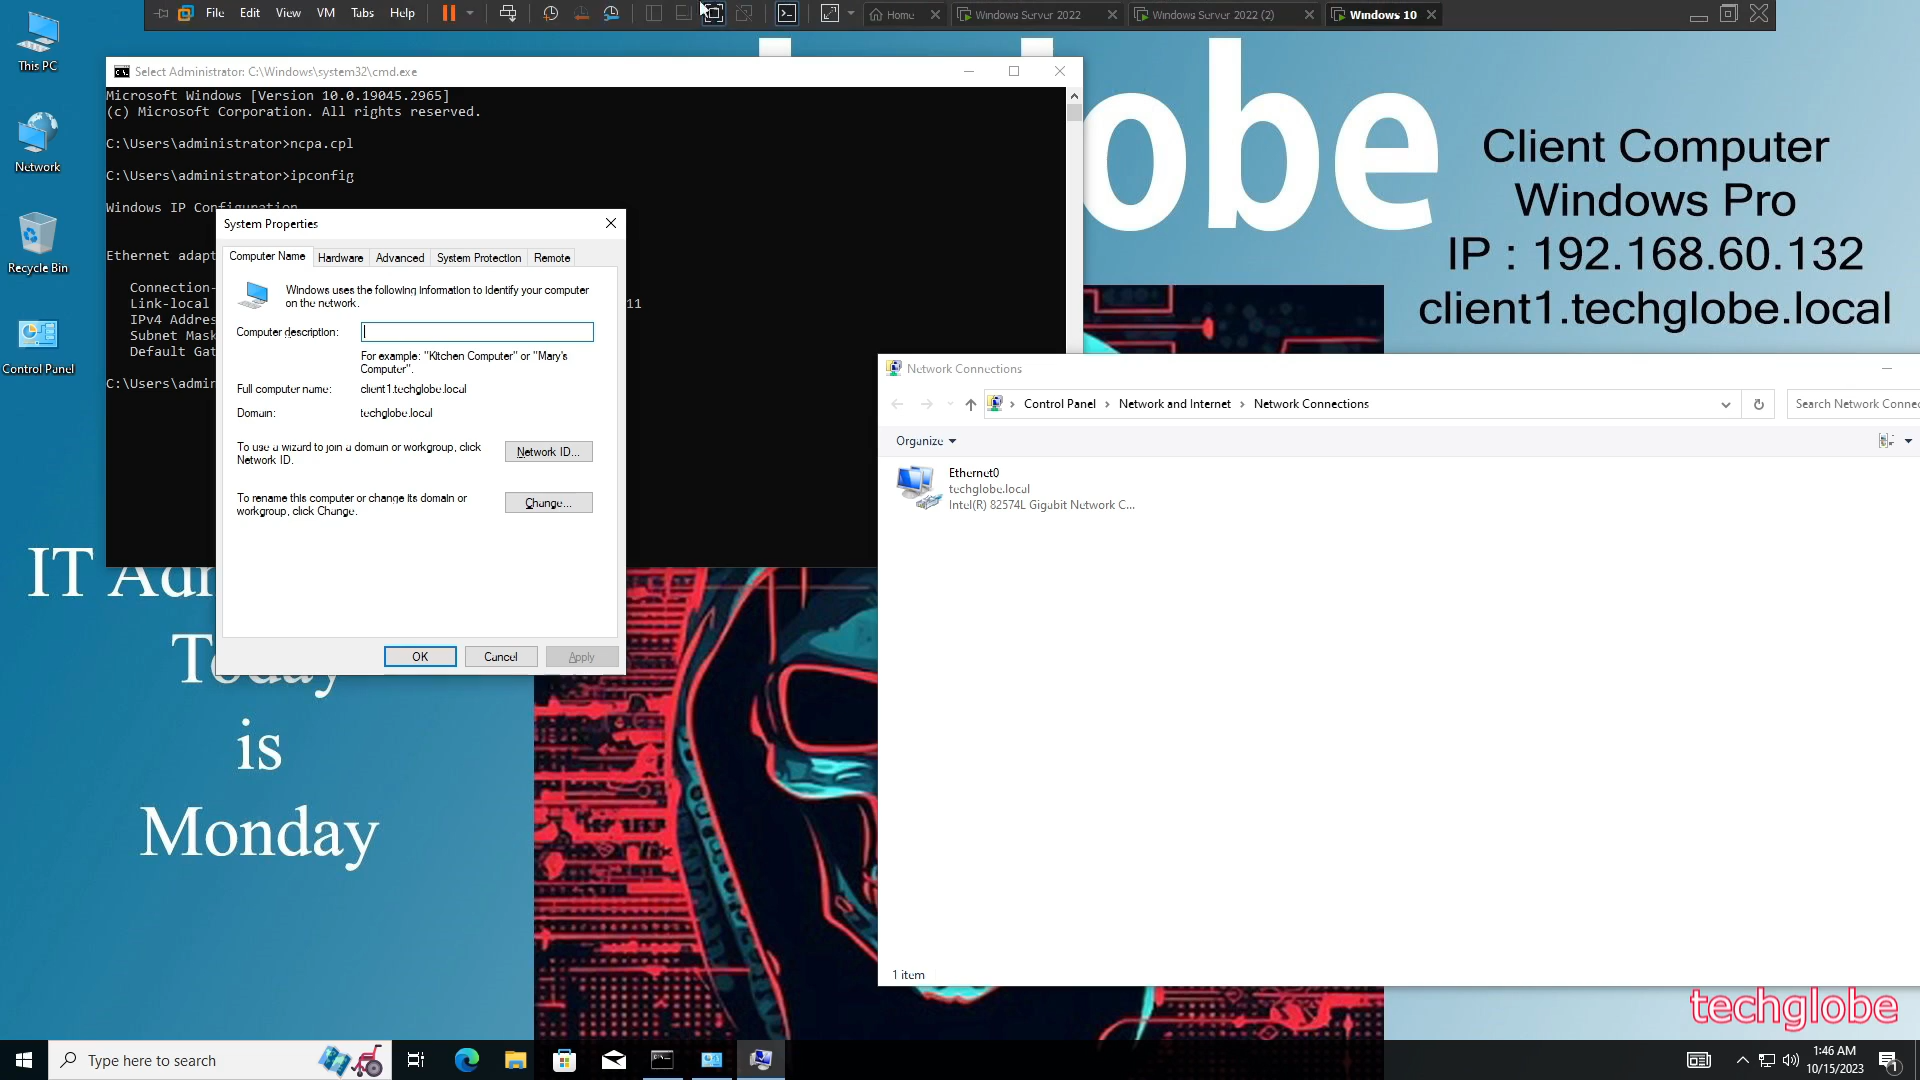 File Edit View VM Tabs Help
Home
Windows Server 2022
Windows Server 2022 (2)
Windows 10
This PC
Network
Recycle Bin
Control Panel
Select Administrator: C:\Windows\system32\cmd.exe
Microsoft Windows [Version 10.0.19045.2965]
(c) Microsoft Corporation. All rights reserved.
C:\Users\administrator>ncpa.cpl
C:\Users\administrator>ipconfig
Windows IP Configuration
Ethernet adapt
Connection-
Link-local
11
IPv4 Addres
Subnet Mask
Default Gat
C:\Users\admin
System Properties
Computer Name
Hardware
Advanced
System Protection
Remote
Windows uses the following information to identify your computer
on the network.
Computer description:
For example: "Kitchen Computer" or "Mary's
Computer".
Full computer name: client1.techglobe.local
Domain: techglobe.local
To use a wizard to join a domain or workgroup, click
Network ID.
Network ID...
To rename this computer or change its domain or
workgroup, click Change.
Change...
OK
Cancel
Apply
obe
Client Computer
Windows Pro
IP : 192.168.60.132
client1.techglobe.local
Network Connections
Control Panel > Network and Internet > Network Connections
Search Network Connec
Organize
Ethernet0
techglobe.local
Intel(R) 82574L Gigabit Network C...
1 item
IT Adm
Today
is
Monday
techglobe
Type here to search
1:46 AM
10/15/2023
1